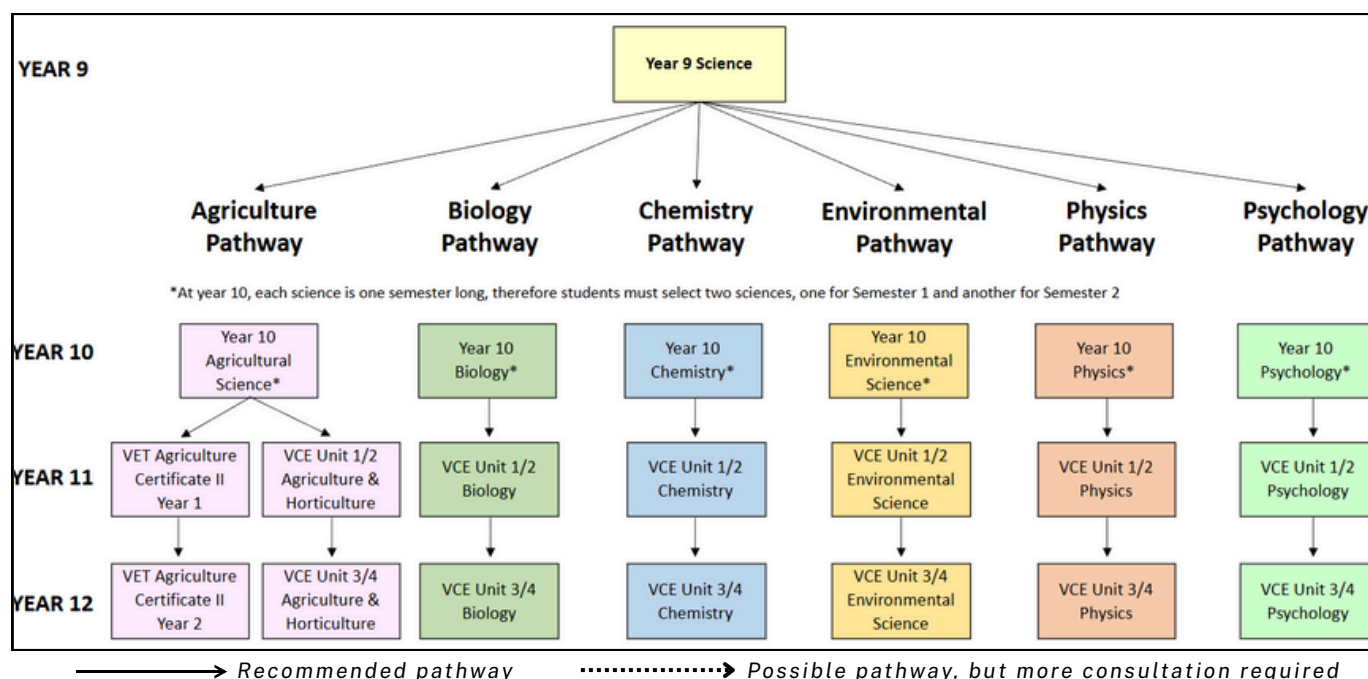 YEAR 9
Year 9 Science
Agriculture
Pathway
Biology
Pathway
Chemistry
Pathway
Environmental
Pathway
Physics
Pathway
Psychology
Pathway
*At year 10, each science is one semester long, therefore students must select two sciences, one for Semester 1 and another for Semester 2
YEAR 10
Year 10
Agricultural
Science*
Year 10
Biology*
Year 10
Chemistry*
Year 10
Environmental
Science*
Year 10
Physics*
Year 10
Psychology*
YEAR 11
VET Agriculture
Certificate II
Year 1
VCE Unit 1/2
Agriculture &
Horticulture
VCE Unit 1/2
Biology
VCE Unit 1/2
Chemistry
VCE Unit 1/2
Environmental
Science
VCE Unit 1/2
Physics
VCE Unit 1/2
Psychology
YEAR 12
VET Agriculture
Certificate II
Year 2
VCE Unit 3/4
Agriculture &
Horticulture
VCE Unit 3/4
Biology
VCE Unit 3/4
Chemistry
VCE Unit 3/4
Environmental
Science
VCE Unit 3/4
Physics
VCE Unit 3/4
Psychology
Recommended pathway
Possible pathway, but more consultation required